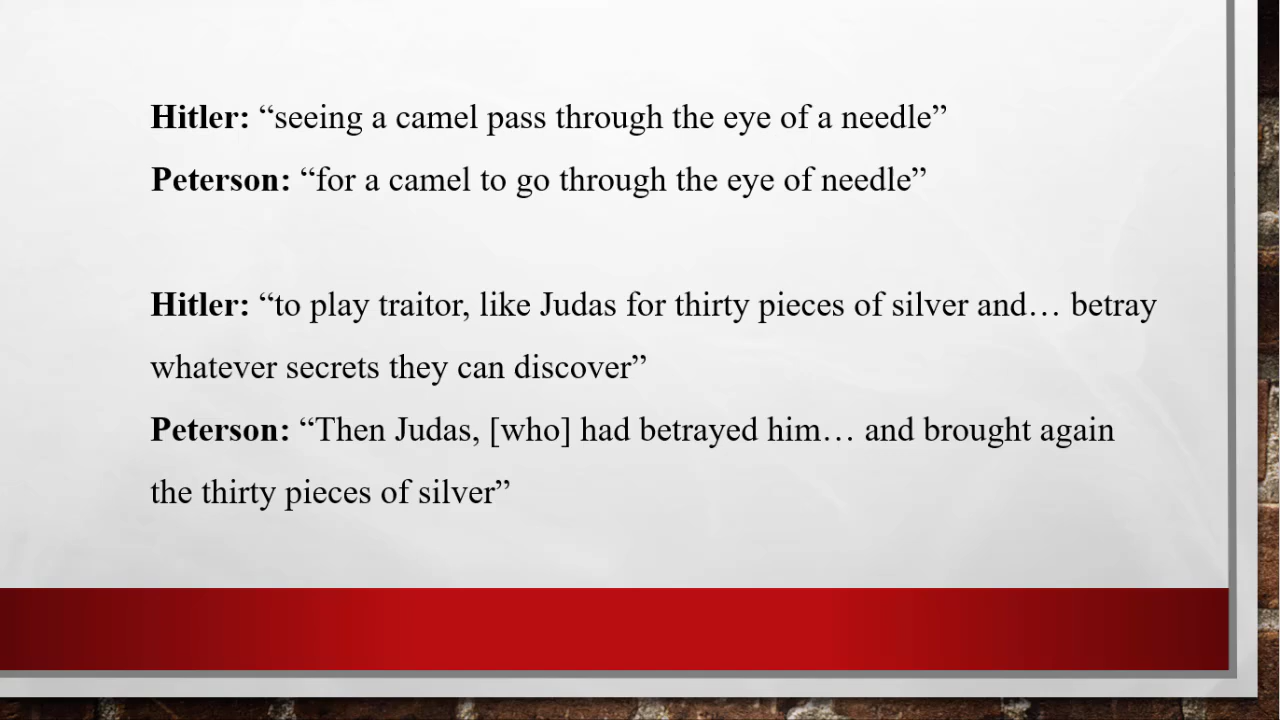 Hitler: “seeing a camel pass through the eye of a needle”
Peterson: “for a camel to go through the eye of needle”
Hitler: “to play traitor, like Judas for thirty pieces of silver and… betray
whatever secrets they can discover”
Peterson: “Then Judas, [who] had betrayed him… and brought again
the thirty pieces of silver”